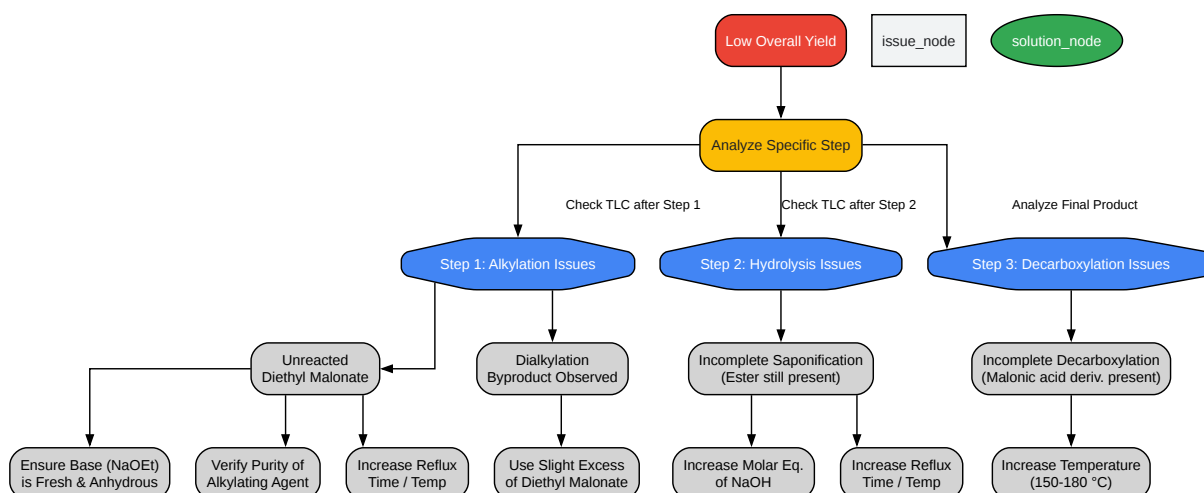 Low Overall Yield
issue_node
solution_node
Analyze Specific Step
Check TLC after Step 1
Check TLC after Step 2
Analyze Final Product
Step 1: Alkylation Issues
Step 2: Hydrolysis Issues
Step 3: Decarboxylation Issues
Unreacted
Diethyl Malonate
Dialkylation
Byproduct Observed
Incomplete Saponification
(Ester still present)
Incomplete Decarboxylation
(Malonic acid deriv. present)
Ensure Base (NaOEt)
is Fresh & Anhydrous
Verify Purity of
Alkylating Agent
Increase Reflux
Time / Temp
Use Slight Excess
of Diethyl Malonate
Increase Molar Eq.
of NaOH
Increase Reflux
Time / Temp
Increase Temperature
(150-180 °C)